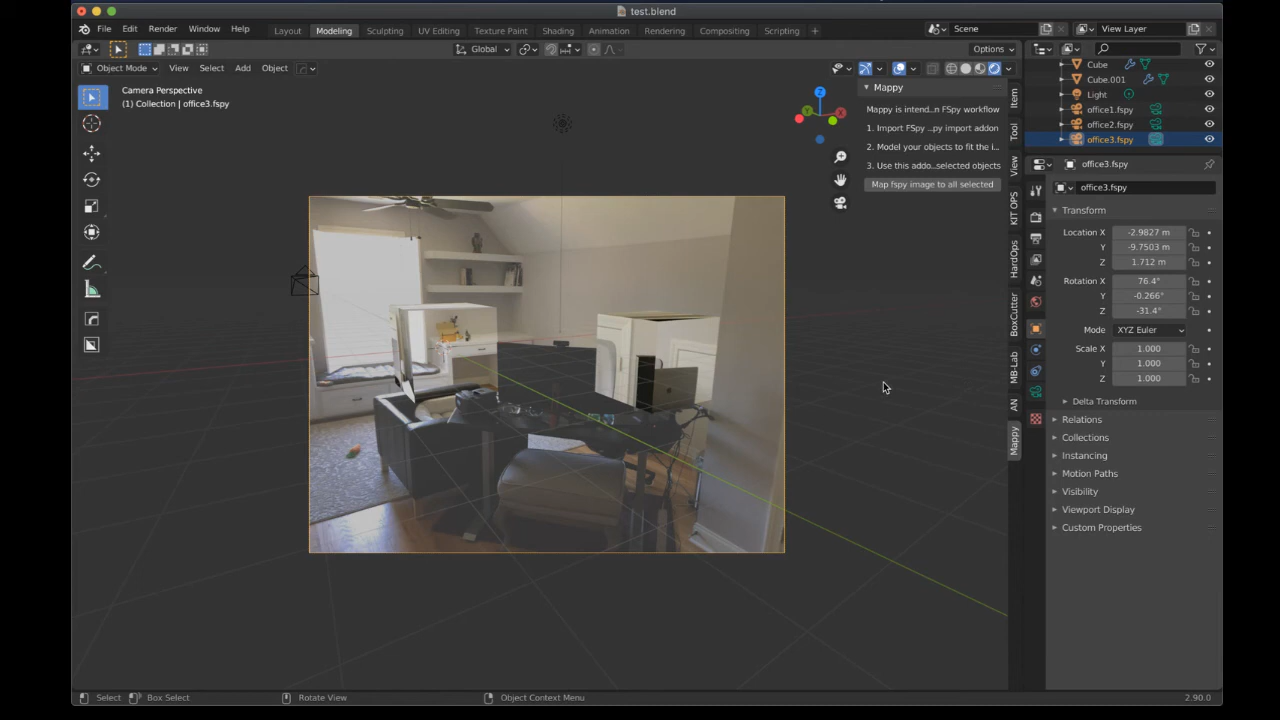 test.blend
File Edit Render Window Help
Layout Modeling Sculpting UV Editing Texture Paint Shading Animation Rendering Compositing Scripting
Scene
View Layer
Global
Options
Object Mode View Select Add Object
Camera Perspective
(1) Collection | office3.fspy
Z
Y
X
Mappy
Mappy is intend...n FSpy workflow
1. Import FSpy ...py import addon
2. Model your objects to fit the i...
3. Use this addo...selected objects
Map fspy image to all selected
Item
Tool
View
KIT OPS
HardOps
BoxCutter
MB-Lab
AN
Mappy
Cube
Cube.001
Light
office1.fspy
office2.fspy
office3.fspy
office3.fspy
office3.fspy
Transform
Location X -2.9827 m
Y -9.7503 m
Z 1.712 m
Rotation X 76.4°
Y -0.266°
Z -31.4°
Mode XYZ Euler
Scale X 1.000
Y 1.000
Z 1.000
Delta Transform
Relations
Collections
Instancing
Motion Paths
Visibility
Viewport Display
Custom Properties
Select Box Select Rotate View Object Context Menu 2.90.0